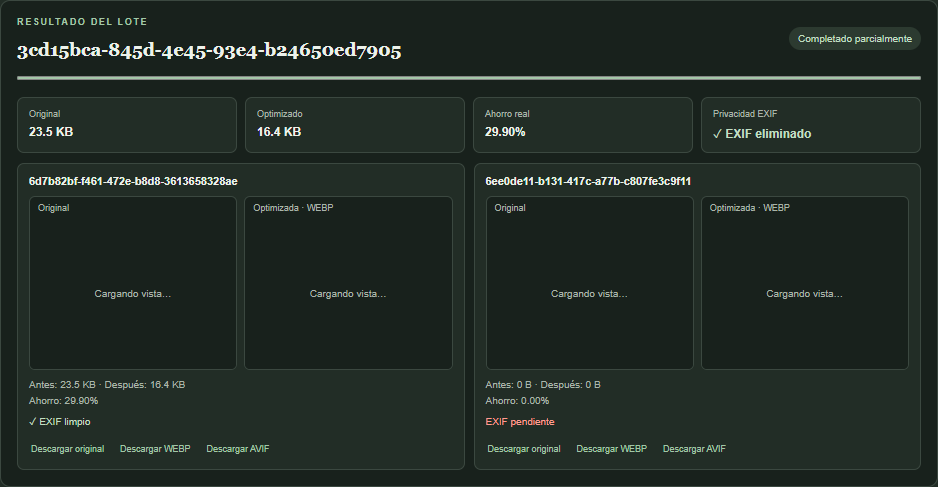 RESULTADO DEL LOTE
3cd15bca-845d-4e45-93e4-b24650ed7905
Completado parcialmente
Original
23.5 KB
Optimizado
16.4 KB
Ahorro real
29.90%
Privacidad EXIF
✓ EXIF eliminado
6d7b82bf-f461-472e-b8d8-3613658328ae
Original
Cargando vista…
Optimizada · WEBP
Cargando vista…
Antes: 23.5 KB · Después: 16.4 KB
Ahorro: 29.90%
✓ EXIF limpio
Descargar original Descargar WEBP Descargar AVIF
6ee0de11-b131-417c-a77b-c807fe3c9f11
Original
Cargando vista…
Optimizada · WEBP
Cargando vista…
Antes: 0 B · Después: 0 B
Ahorro: 0.00%
EXIF pendiente
Descargar original Descargar WEBP Descargar AVIF